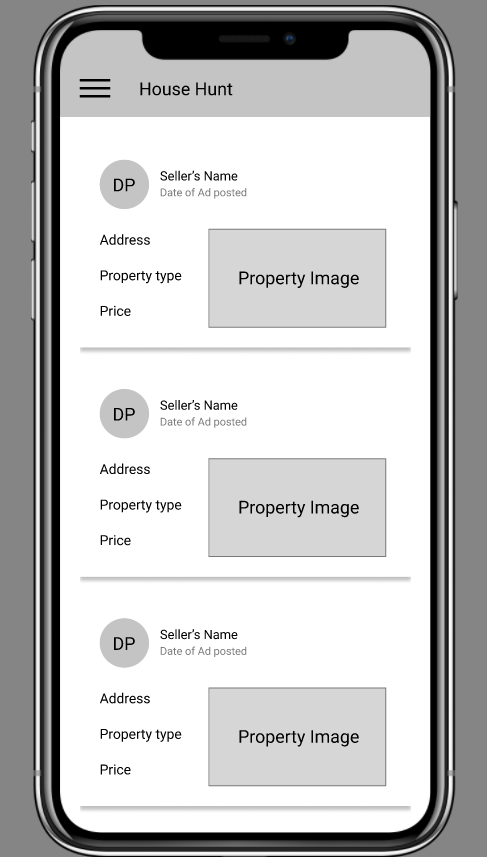 House Hunt
DP
Seller's Name
Date of Ad posted
Address
Property type
Price
Property Image
DP
Seller's Name
Date of Ad posted
Address
Property type
Price
Property Image
DP
Seller's Name
Date of Ad posted
Address
Property type
Price
Property Image